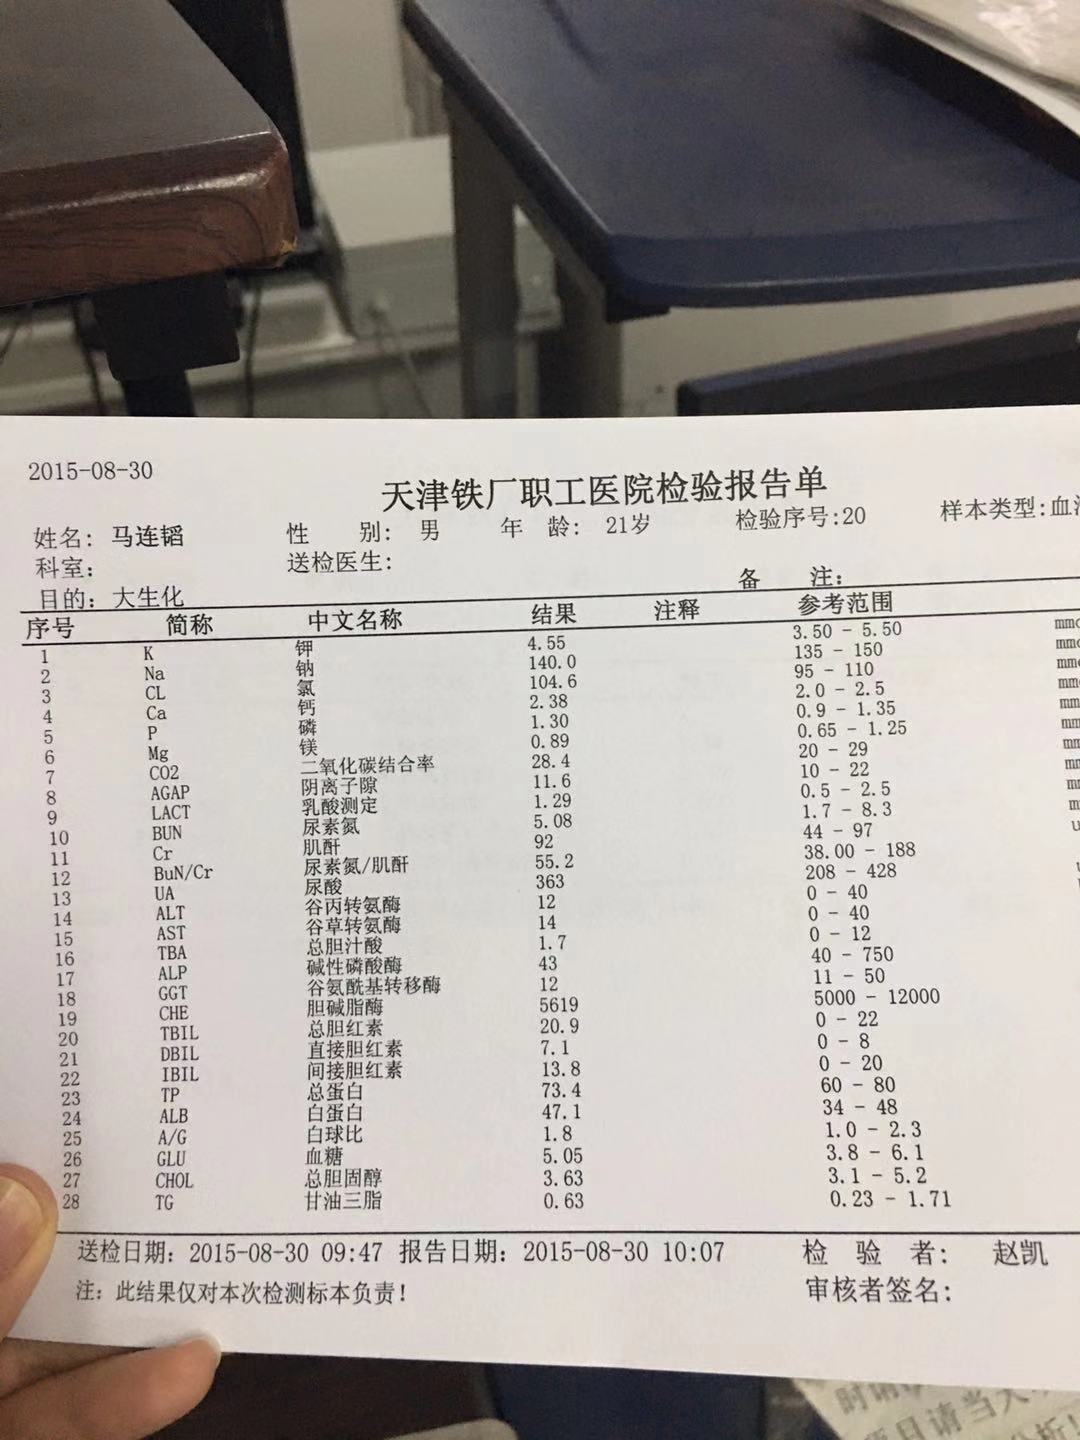 2015-08-30
天津铁厂职工医院检验报告单
姓名: 马连韬 性 别: 男 年 龄: 21岁 检验序号:20 样本类型:血
科室: 送检医生:
目的: 大生化 备 注:
序号 简称 中文名称 结果 注释 参考范围
1 K 钾 4.55 3.50 - 5.50
2 Na 钠 140.0 135 - 150
3 CL 氯 104.6 95 - 110
4 Ca 钙 2.38 2.0 - 2.5
5 P 磷 1.30 0.9 - 1.35
6 Mg 镁 0.89 0.65 - 1.25
7 CO2 二氧化碳结合率 28.4 20 - 29
8 AGAP 阴离子隙 11.6 10 - 22
9 LACT 乳酸测定 1.29 0.5 - 2.5
10 BUN 尿素氮 5.08 1.7 - 8.3
11 Cr 肌酐 92 44 - 97
12 BuN/Cr 尿素氮/肌酐 55.2 38.00 - 188
13 UA 尿酸 363 208 - 428
14 ALT 谷丙转氨酶 12 0 - 40
15 AST 谷草转氨酶 14 0 - 40
16 TBA 总胆汁酸 1.7 0 - 12
17 ALP 碱性磷酸酶 43 40 - 750
18 GGT 谷氨酰基转移酶 12 11 - 50
19 CHE 胆碱脂酶 5619 5000 - 12000
20 TBIL 总胆红素 20.9 0 - 22
21 DBIL 直接胆红素 7.1 0 - 8
22 IBIL 间接胆红素 13.8 0 - 20
23 TP 总蛋白 73.4 60 - 80
24 ALB 白蛋白 47.1 34 - 48
25 A/G 白球比 1.8 1.0 - 2.3
26 GLU 血糖 5.05 3.8 - 6.1
27 CHOL 总胆固醇 3.63 3.1 - 5.2
28 TG 甘油三脂 0.63 0.23 - 1.71
送检日期: 2015-08-30 09:47 报告日期: 2015-08-30 10:07 检 验 者: 赵凯
注: 此结果仅对本次检测标本负责! 审核者签名: